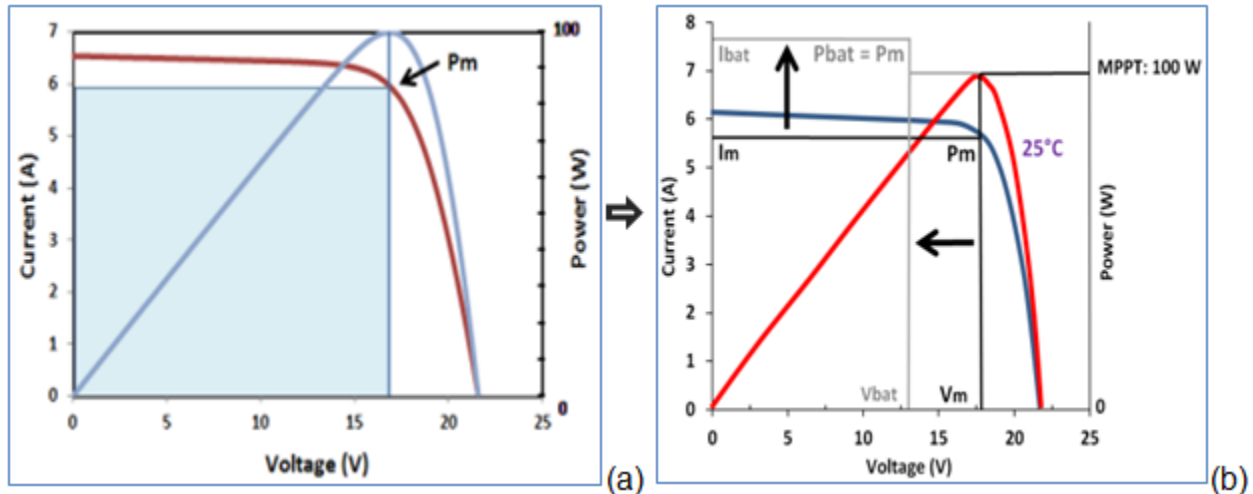 7
6
5
4
3
2
1
0
Current (A)
0
5
10
15
20
25
Voltage (V)
100
0
Power (W)
Pm
(a)
8
7
6
5
4
3
2
1
0
Current (A)
0
5
10
15
20
25
Voltage (V)
Ibat
Pbat = Pm
MPPT: 100 W
Im
Pm
25°C
Vbat
Vm
0
Power (W)
(b)